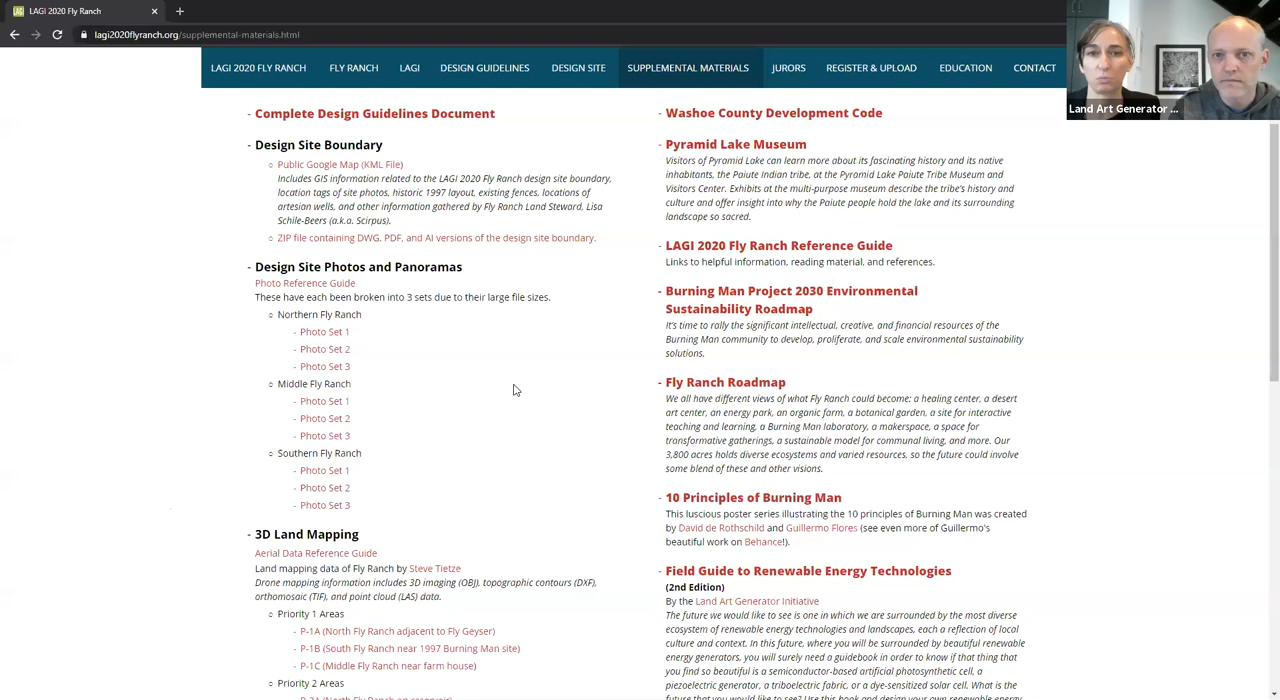 LAGI 2020 Fly Ranch
lagi2020flyranch.org/supplemental-materials.html
LAGI 2020 FLY RANCH
FLY RANCH
LAGI
DESIGN GUIDELINES
DESIGN SITE
SUPPLEMENTAL MATERIALS
JURORS
REGISTER & UPLOAD
EDUCATION
CONTACT
Land Art Generator ...
- Complete Design Guidelines Document
- Design Site Boundary
Public Google Map (KML File)
Includes GIS information related to the LAGI 2020 Fly Ranch design site boundary,
location tags of site photos, historic 1997 layout, existing fences, locations of
artesian wells, and other information gathered by Fly Ranch Land Steward, Lisa
Schile-Beers (a.k.a. Scirpus).
ZIP file containing DWG, PDF, and AI versions of the design site boundary.
- Design Site Photos and Panoramas
Photo Reference Guide
These have each been broken into 3 sets due to their large file sizes.
Northern Fly Ranch
- Photo Set 1
- Photo Set 2
- Photo Set 3
Middle Fly Ranch
- Photo Set 1
- Photo Set 2
- Photo Set 3
Southern Fly Ranch
- Photo Set 1
- Photo Set 2
- Photo Set 3
- 3D Land Mapping
Aerial Data Reference Guide
Land mapping data of Fly Ranch by Steve Tietze
Drone mapping information includes 3D imaging (OBJ), topographic contours (DXF),
orthomosaic (TIF), and point cloud (LAS) data.
Priority 1 Areas
- P-1A (North Fly Ranch adjacent to Fly Geyser)
- P-1B (South Fly Ranch near 1997 Burning Man site)
- P-1C (Middle Fly Ranch near farm house)
Priority 2 Areas
- P-2A (North Fly Ranch on reservoir)
- Washoe County Development Code
- Pyramid Lake Museum
Visitors of Pyramid Lake can learn more about its fascinating history and its native
inhabitants, the Paiute Indian tribe, at the Pyramid Lake Paiute Tribe Museum and
Visitors Center. Exhibits at the multi-purpose museum describe the tribe's history and
culture and offer insight into why the Paiute people hold the lake and its surrounding
landscape so sacred.
- LAGI 2020 Fly Ranch Reference Guide
Links to helpful information, reading material, and references.
- Burning Man Project 2030 Environmental
Sustainability Roadmap
It's time to rally the significant intellectual, creative, and financial resources of the
Burning Man community to develop, proliferate, and scale environmental sustainability
solutions.
- Fly Ranch Roadmap
We all have different views of what Fly Ranch could become: a healing center, a desert
art center, an energy park, an organic farm, a botanical garden, a site for interactive
teaching and learning, a Burning Man laboratory, a makerspace, a space for
transformative gatherings, a sustainable model for communal living, and more. Our
3,800 acres holds diverse ecosystems and varied resources, so the future could involve
some blend of these and other visions.
- 10 Principles of Burning Man
This luscious poster series illustrating the 10 principles of Burning Man was created
by David de Rothschild and Guillermo Flores (see even more of Guillermo's
beautiful work on Behance!).
- Field Guide to Renewable Energy Technologies
(2nd Edition)
By the Land Art Generator Initiative
The future we would like to see is one in which we are surrounded by the most diverse
ecosystem of renewable energy technologies and landscapes, each a reflection of local
culture and context. In this future, where you will be surrounded by beautiful renewable
energy generators, you will surely need a guidebook in order to know if that thing that
you find so beautiful is a semiconductor-based artificial photosynthetic cell, a
piezoelectric generator, a triboelectric fabric, or a dye-sensitized solar cell. What is the
future that you would like to see? Use this book and design your own renewable energy